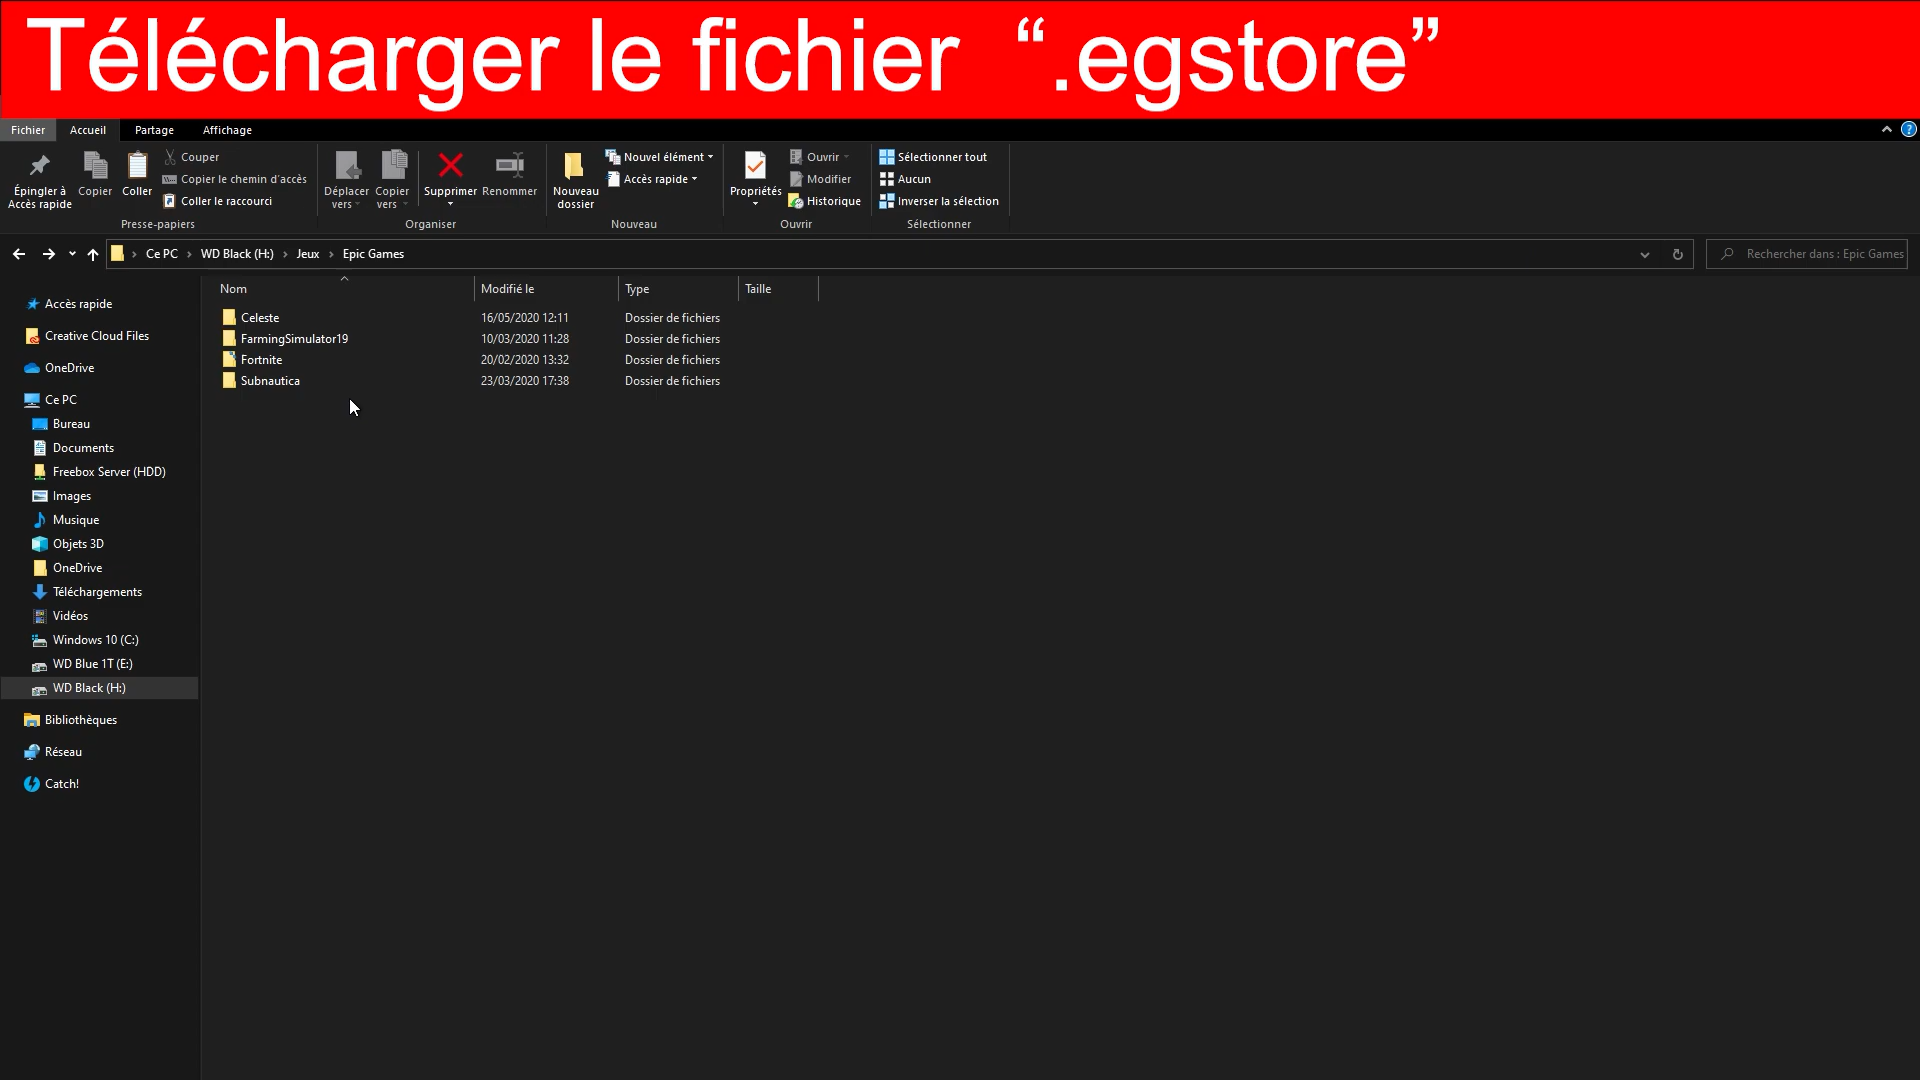 Télécharger le fichier “.egstore”
Fichier Accueil Partage Affichage
Épingler à Accès rapide
Copier
Coller
Couper
Copier le chemin d'accès
Coller le raccourci
Presse-papiers
Déplacer vers
Copier vers
Supprimer
Renommer
Organiser
Nouveau dossier
Nouvel élément
Accès rapide
Nouveau
Propriétés
Ouvrir
Modifier
Historique
Ouvrir
Sélectionner tout
Aucun
Inverser la sélection
Sélectionner
Ce PC > WD Black (H:) > Jeux > Epic Games
Rechercher dans : Epic Games
Accès rapide
Creative Cloud Files
OneDrive
Ce PC
Bureau
Documents
Freebox Server (HDD)
Images
Musique
Objets 3D
OneDrive
Téléchargements
Vidéos
Windows 10 (C:)
WD Blue 1T (E:)
WD Black (H:)
Bibliothèques
Réseau
Catch!
Nom Modifié le Type Taille
Celeste 16/05/2020 12:11 Dossier de fichiers
FarmingSimulator19 10/03/2020 11:28 Dossier de fichiers
Fortnite 20/02/2020 13:32 Dossier de fichiers
Subnautica 23/03/2020 17:38 Dossier de fichiers